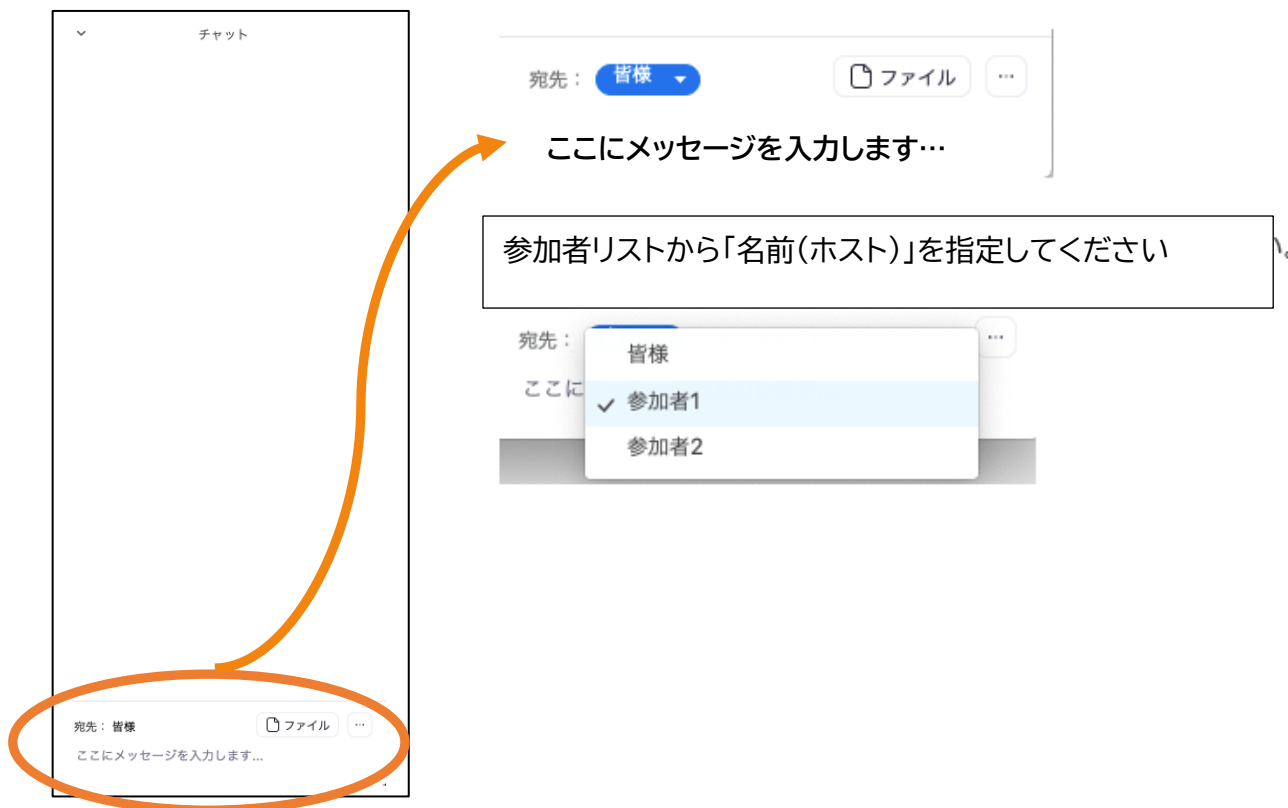 チャット
宛先： 皆様
ファイル
...
ここにメッセージを入力します...
宛先： 皆様
ファイル
...
ここにメッセージを入力します…
参加者リストから「名前（ホスト）」を指定してください
い。
宛先：
...
ここに
皆様
参加者1
参加者2